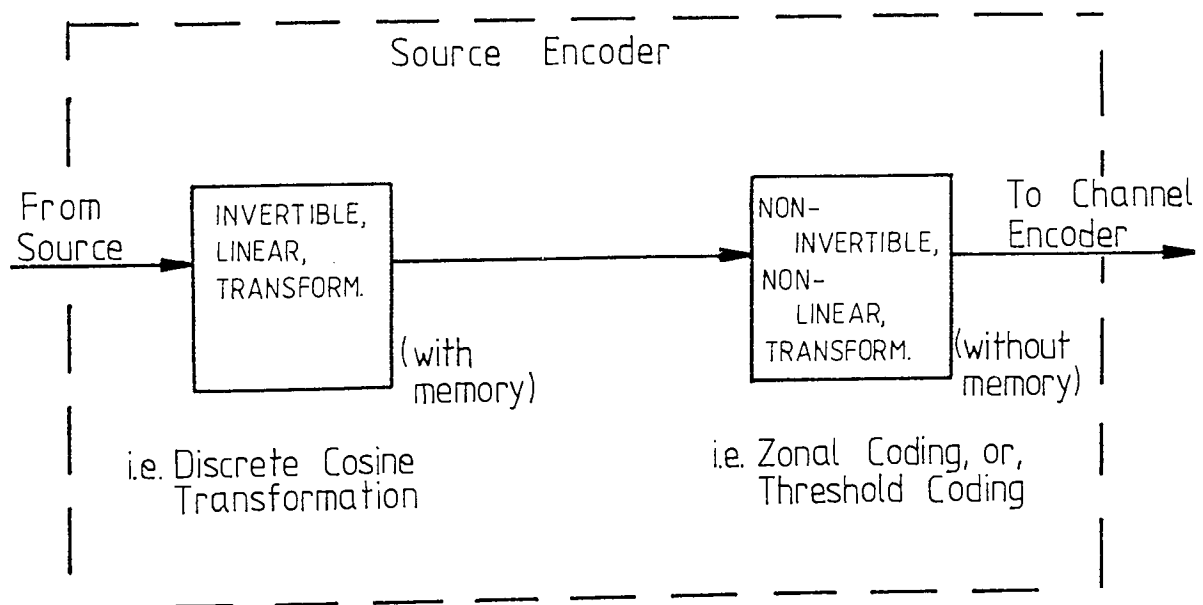 Source Encoder
From
Source
INVERTIBLE,
LINEAR,
TRANSFORM.
(with
memory)
i.e. Discrete Cosine
Transformation
NON-
INVERTIBLE,
NON-
LINEAR,
TRANSFORM.
(without
memory)
i.e. Zonal Coding, or,
Threshold Coding
To Channel
Encoder